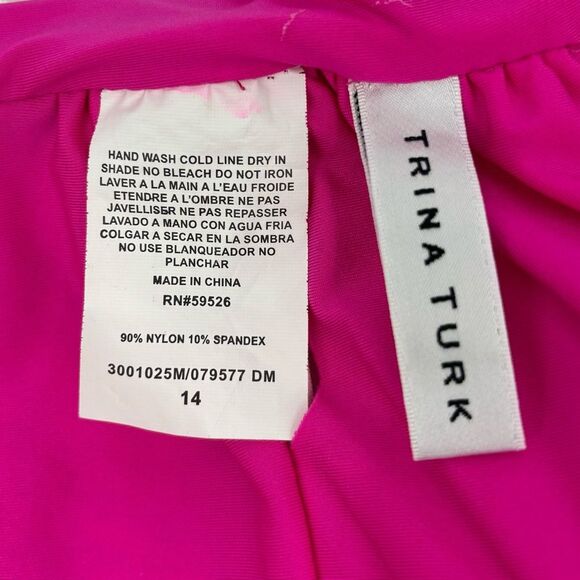 HAND WASH COLD LINE DRY IN
SHADE NO BLEACH DO NOT IRON
LAVER A LA MAIN A L'EAU FROIDE
ETENDRE A L'OMBRE NE PAS
JAVELLISER NE PAS REPASSER
LAVADO A MANO CON AGUA FRIA
COLGAR A SECAR EN LA SOMBRA
NO USE BLANQUEADOR NO
PLANCHAR
MADE IN CHINA
RN#59526
90% NYLON 10% SPANDEX
3001025M/079577 DM
14
TRINA TURK